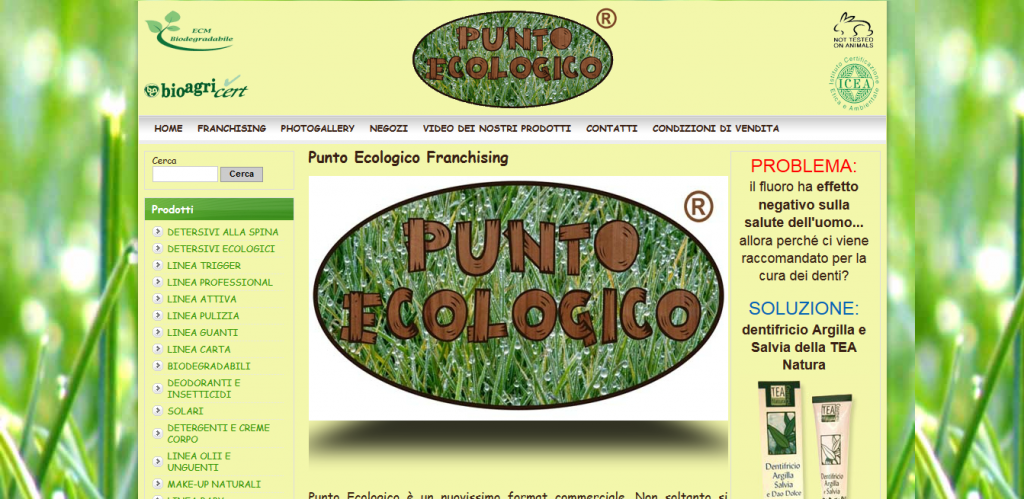 ECM
Biodegradabile
bioagricert
PUNTO
ECOLOGICO
®
NOT TESTED
ON ANIMALS
Istituto Certificazione
ICEA
Etica e Ambientale
HOME FRANCHISING PHOTOGALLERY NEGOZI VIDEO DEI NOSTRI PRODOTTI CONTATTI CONDIZIONI DI VENDITA
Cerca
Cerca
Prodotti
DETERSIVI ALLA SPINA
DETERSIVI ECOLOGICI
LINEA TRIGGER
LINEA PROFESSIONAL
LINEA ATTIVA
LINEA PULIZIA
LINEA GUANTI
LINEA CARTA
BIODEGRADABILI
DEODORANTI E
INSETTICIDI
SOLARI
DETERGENTI E CREME
CORPO
LINEA OLII E
UNGUENTI
MAKE-UP NATURALI
Punto Ecologico Franchising
PUNTO
ECOLOGICO
®
Punto Ecologico è un nuovissimo format commerciale. Non soltanto si
PROBLEMA:
il fluoro ha effetto
negativo sulla
salute dell'uomo...
allora perché ci viene
raccomandato per la
cura dei denti?
SOLUZIONE:
dentifricio Argilla e
Salvia della TEA
Natura
TEA
Natura
Dentifricio
Argilla
Salvia
e Dao Dolce
TEA
Dentifricio
Argilla
Salvia